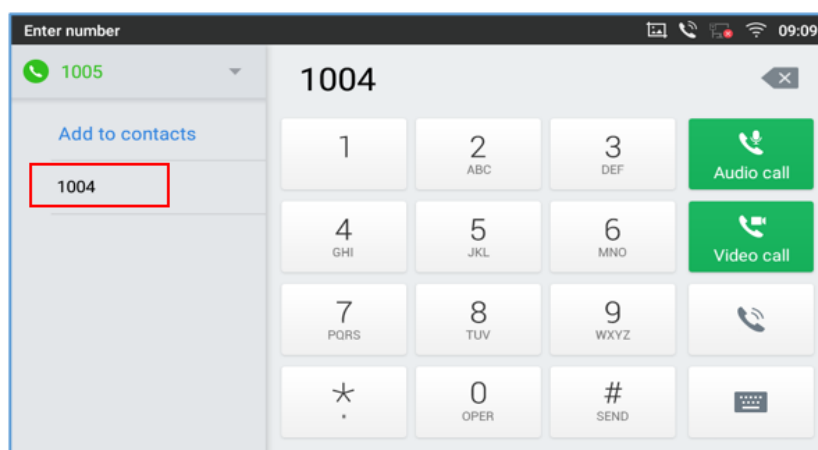 Enter number
09:09
1005
1004
Add to contacts
1004
1
2
ABC
3
DEF
Audio call
4
GHI
5
JKL
6
MNO
Video call
7
PQRS
8
TUV
9
WXYZ
*
.
0
OPER
#
SEND